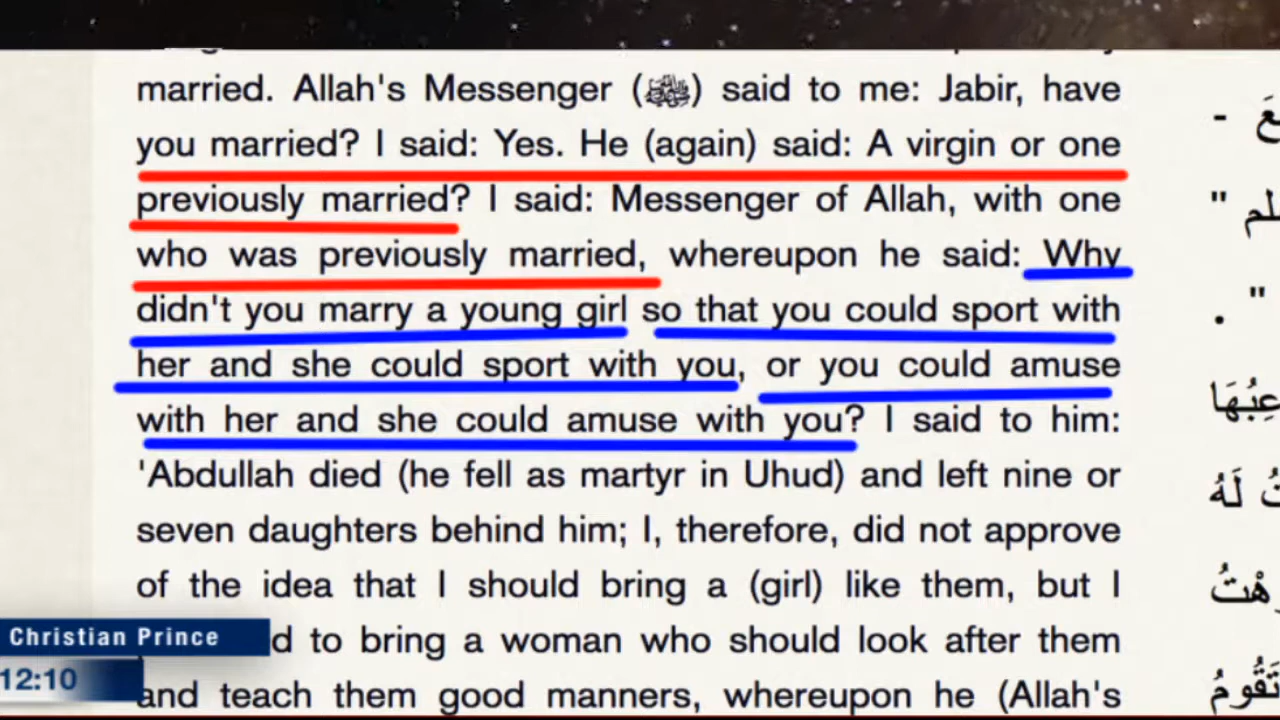 married. Allah's Messenger (ﷺ) said to me: Jabir, have
you married? I said: Yes. He (again) said: A virgin or one
previously married? I said: Messenger of Allah, with one
who was previously married, whereupon he said: Why
didn't you marry a young girl so that you could sport with
her and she could sport with you, or you could amuse
with her and she could amuse with you? I said to him:
'Abdullah died (he fell as martyr in Uhud) and left nine or
seven daughters behind him; I, therefore, did not approve
of the idea that I should bring a (girl) like them, but I
to bring a woman who should look after them
and teach them good manners, whereupon he (Allah's
Christian Prince
12:10
لَهُ